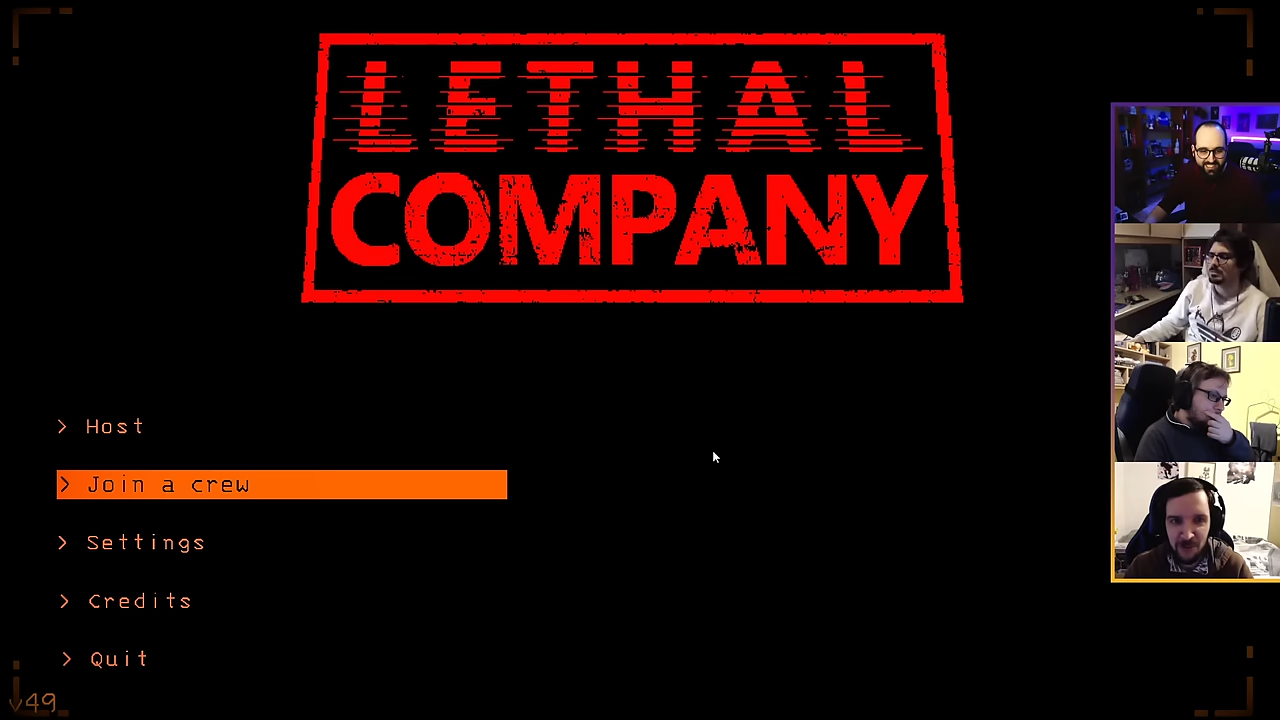 LETHAL
COMPANY
> Host
> Join a crew
> Settings
> Credits
> Quit
v49